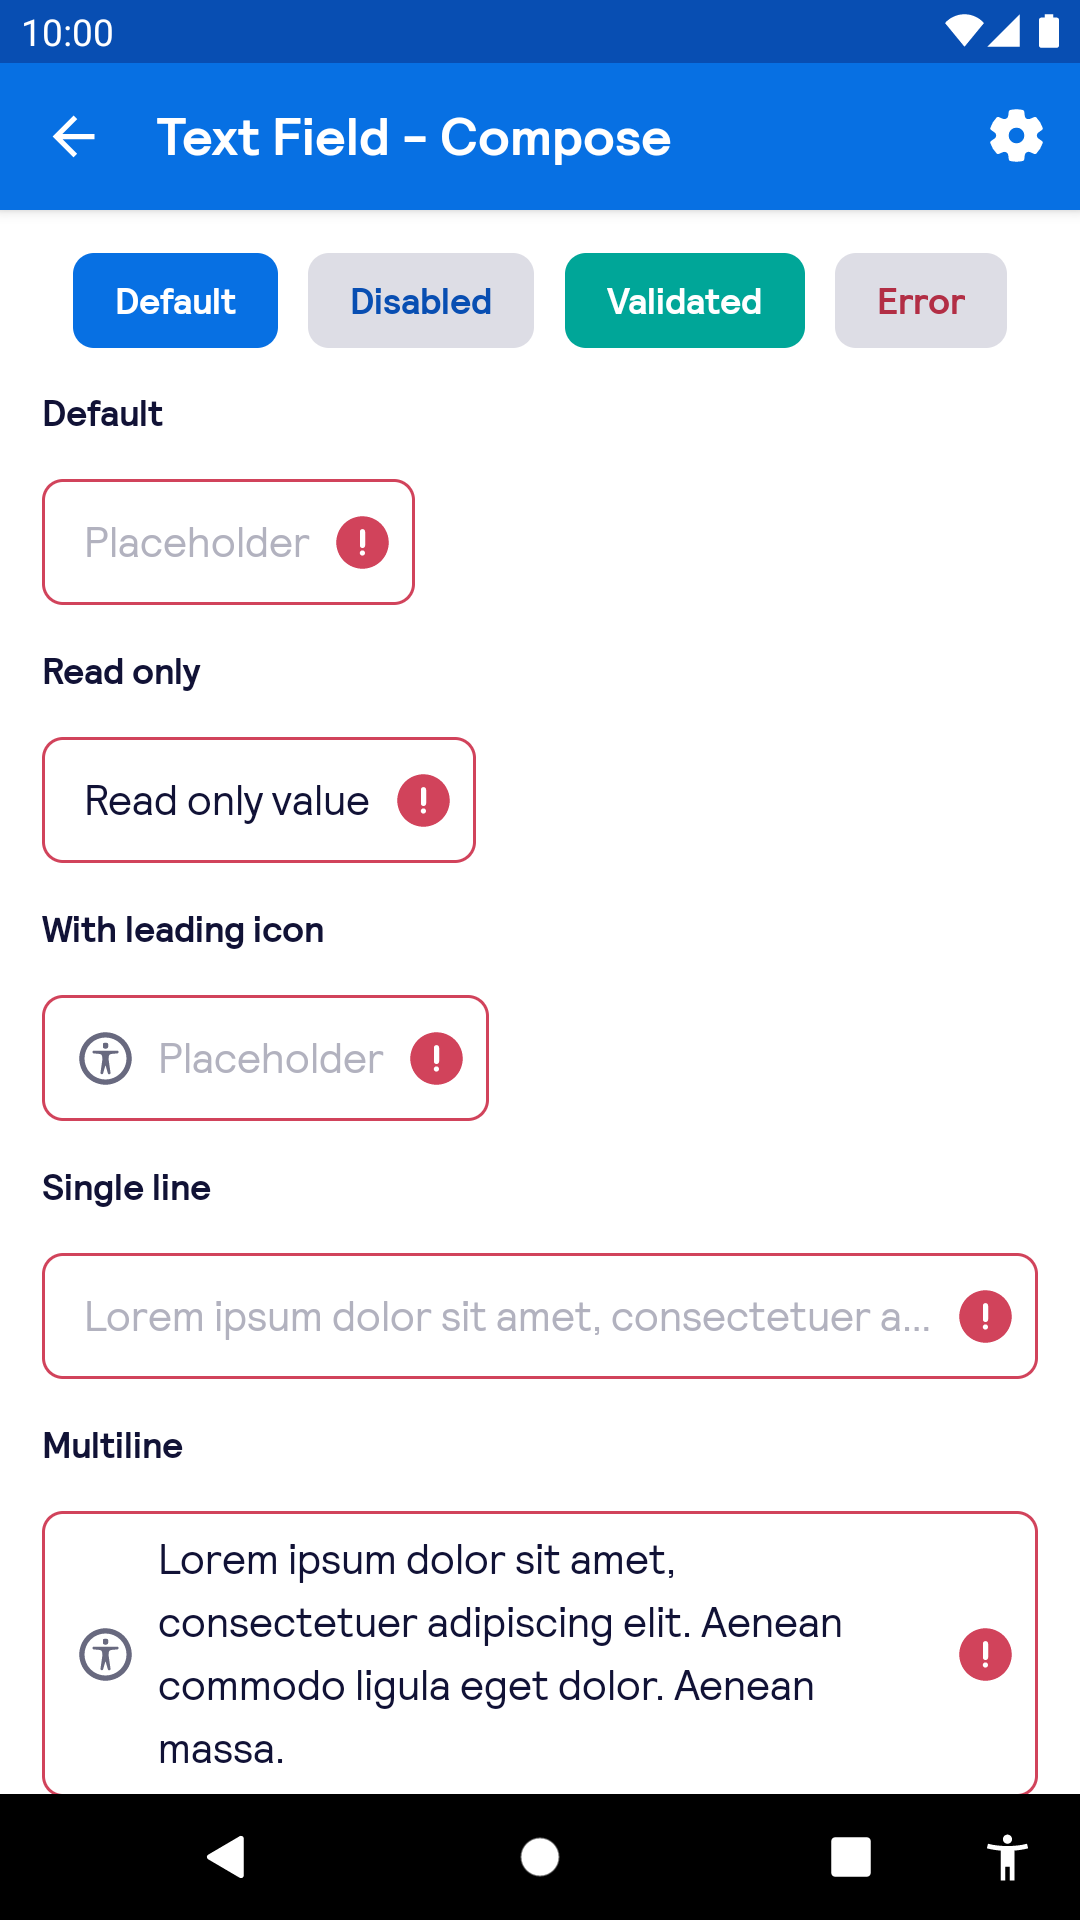 10:00
Text Field - Compose
Default
Disabled
Validated
Error
Default
Placeholder
Read only
Read only value
With leading icon
Placeholder
Single line
Lorem ipsum dolor sit amet, consectetuer a...
Multiline
Lorem ipsum dolor sit amet,
consectetuer adipiscing elit. Aenean
commodo ligula eget dolor. Aenean
massa.